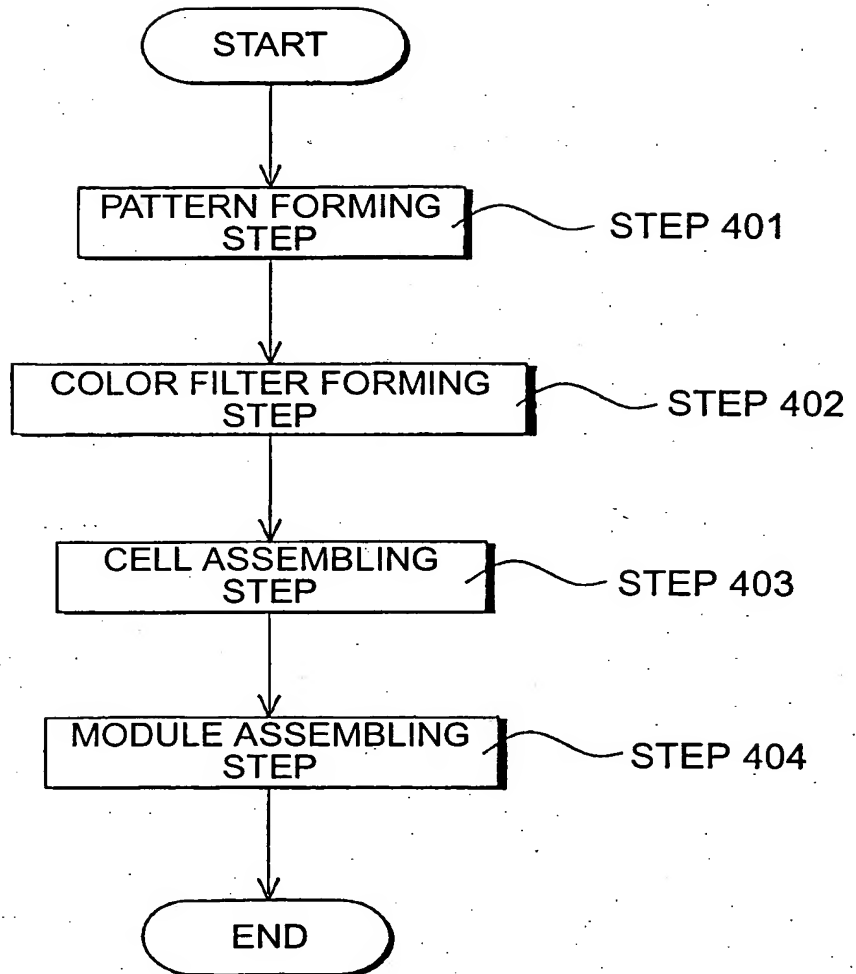 START
PATTERN FORMING
STEP
STEP 401
COLOR FILTER FORMING
STEP
STEP 402
CELL ASSEMBLING
STEP
STEP 403
MODULE ASSEMBLING
STEP
STEP 404
END